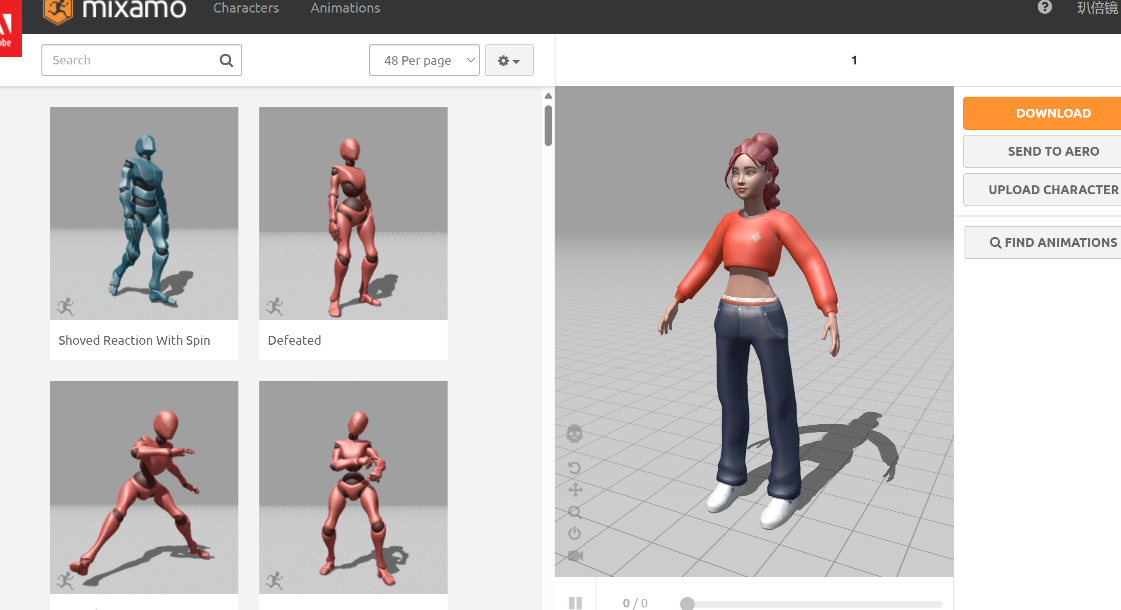 mixamo
Characters
Animations
玐倍镜
Search
48 Per page
1
DOWNLOAD
SEND TO AERO
UPLOAD CHARACTER
FIND ANIMATIONS
Shoved Reaction With Spin
Defeated
0 / 0